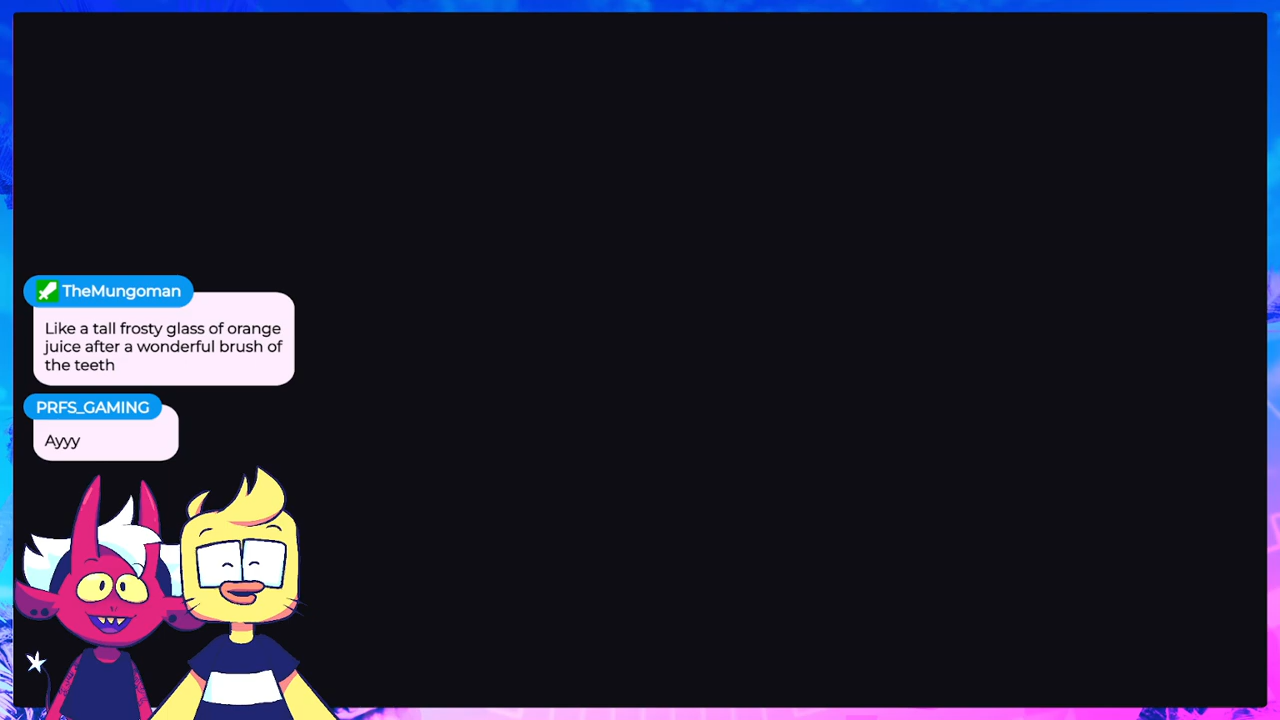 TheMungoman
Like a tall frosty glass of orange
juice after a wonderful brush of
the teeth
PRFS_GAMING
Ayyy